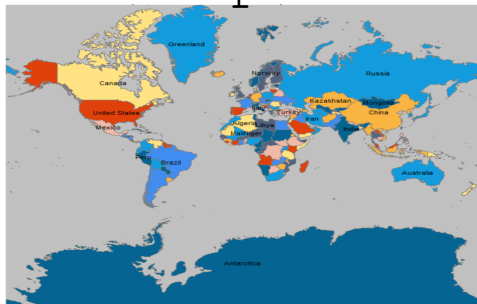 Greenland
Norway
Russia
Canada
Kazakhstan
Mongolia
United States
Turkey
China
Iran
Algeria
Libya
India
Mexico
Mali
Niger
Peru
Brazil
Australia
Antarctica